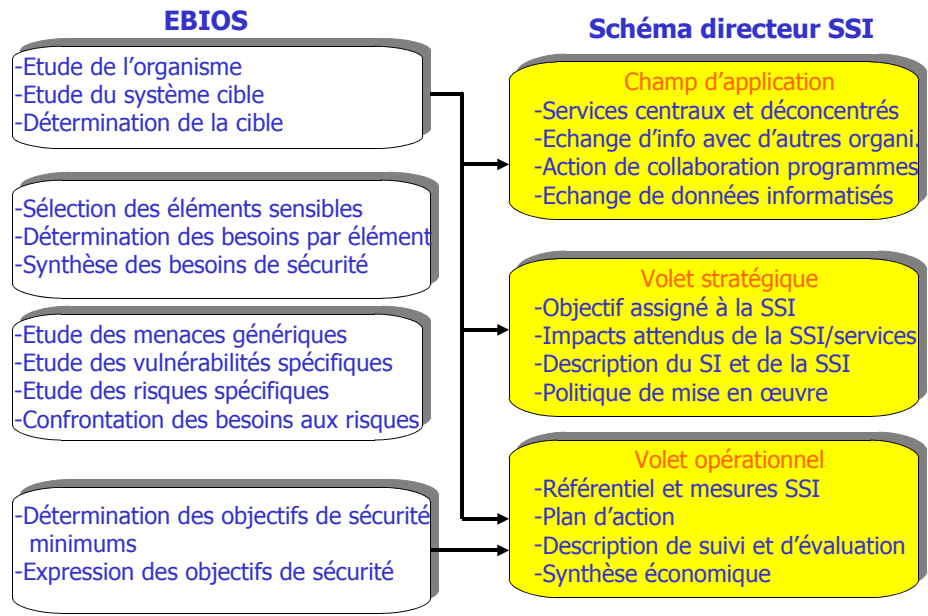 EBIOS
-Etude de l'organisme
-Etude du système cible
-Détermination de la cible
-Sélection des éléments sensibles
-Détermination des besoins par élément
-Synthèse des besoins de sécurité
-Etude des menaces génériques
-Etude des vulnérabilités spécifiques
-Etude des risques spécifiques
-Confrontation des besoins aux risques
-Détermination des objectifs de sécurité
minimums
-Expression des objectifs de sécurité
Schéma directeur SSI
Champ d'application
-Services centraux et déconcentrés
-Echange d'info avec d'autres organi.
-Action de collaboration programmes
-Echange de données informatisés
Volet stratégique
-Objectif assigné à la SSI
-Impacts attendus de la SSI/services
-Description du SI et de la SSI
-Politique de mise en œuvre
Volet opérationnel
-Référentiel et mesures SSI
-Plan d'action
-Description de suivi et d'évaluation
-Synthèse économique